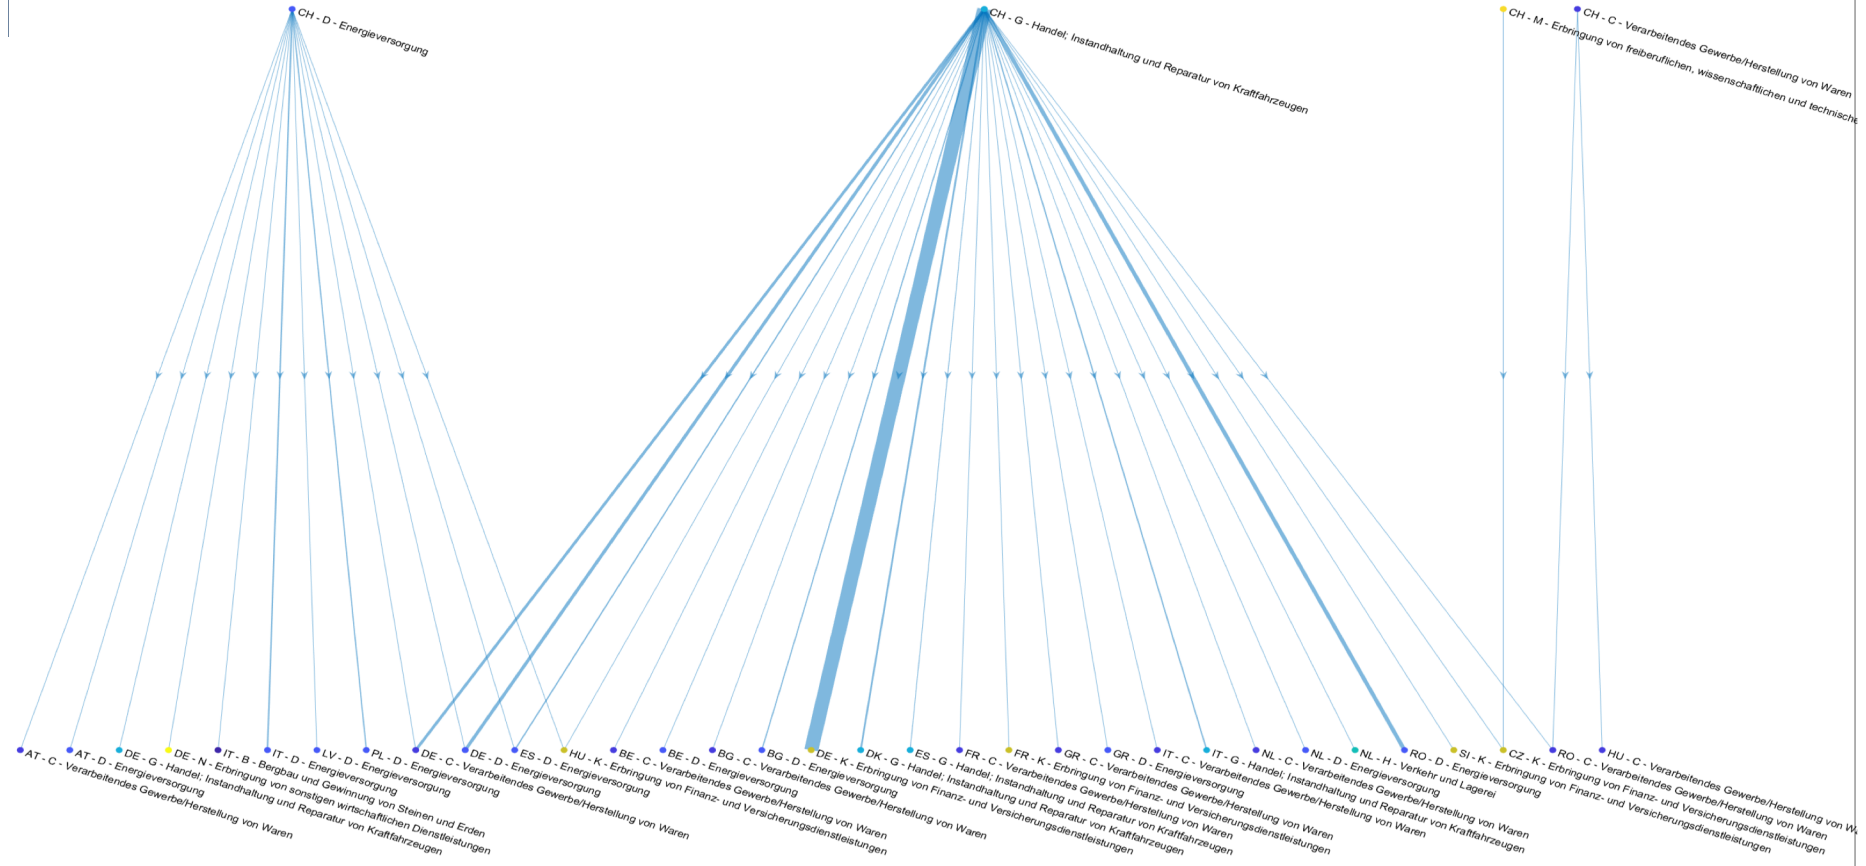 CH - D - Energieversorgung
CH - G - Handel; Instandhaltung und Reparatur von Kraftfahrzeugen
CH - M - Erbringung von freiberuflichen, wissenschaftlichen und technische
CH - C - Verarbeitendes Gewerbe/Herstellung von Waren
AT - C - Verarbeitendes Gewerbe/Herstellung von Waren
AT - D - Energieversorgung
DE - G - Handel; Instandhaltung und Reparatur von Kraftfahrzeugen
DE - N - Erbringung von sonstigen wirtschaftlichen Dienstleistungen
IT - B - Bergbau und Gewinnung von Steinen und Erden
IT - D - Energieversorgung
LV - D - Energieversorgung
PL - D - Energieversorgung
DE - C - Verarbeitendes Gewerbe/Herstellung von Waren
DE - D - Energieversorgung
ES - D - Energieversorgung
HU - K - Erbringung von Finanz- und Versicherungsdienstleistungen
BE - C - Verarbeitendes Gewerbe/Herstellung von Waren
BE - D - Energieversorgung
BG - C - Verarbeitendes Gewerbe/Herstellung von Waren
BG - D - Energieversorgung
DE - K - Erbringung von Finanz- und Versicherungsdienstleistungen
DK - G - Handel; Instandhaltung und Reparatur von Kraftfahrzeugen
ES - G - Handel; Instandhaltung und Reparatur von Kraftfahrzeugen
FR - C - Verarbeitendes Gewerbe/Herstellung von Waren
FR - K - Erbringung von Finanz- und Versicherungsdienstleistungen
GR - C - Verarbeitendes Gewerbe/Herstellung von Waren
GR - D - Energieversorgung
IT - C - Verarbeitendes Gewerbe/Herstellung von Waren
IT - G - Handel; Instandhaltung und Reparatur von Kraftfahrzeugen
NL - C - Verarbeitendes Gewerbe/Herstellung von Waren
NL - D - Energieversorgung
NL - H - Verkehr und Lagerei
RO - D - Energieversorgung
SI - K - Erbringung von Finanz- und Versicherungsdienstleistungen
CZ - K - Erbringung von Finanz- und Versicherungsdienstleistungen
RO - C - Verarbeitendes Gewerbe/Herstellung von Waren
HU - C - Verarbeitendes Gewerbe/Herstellung von